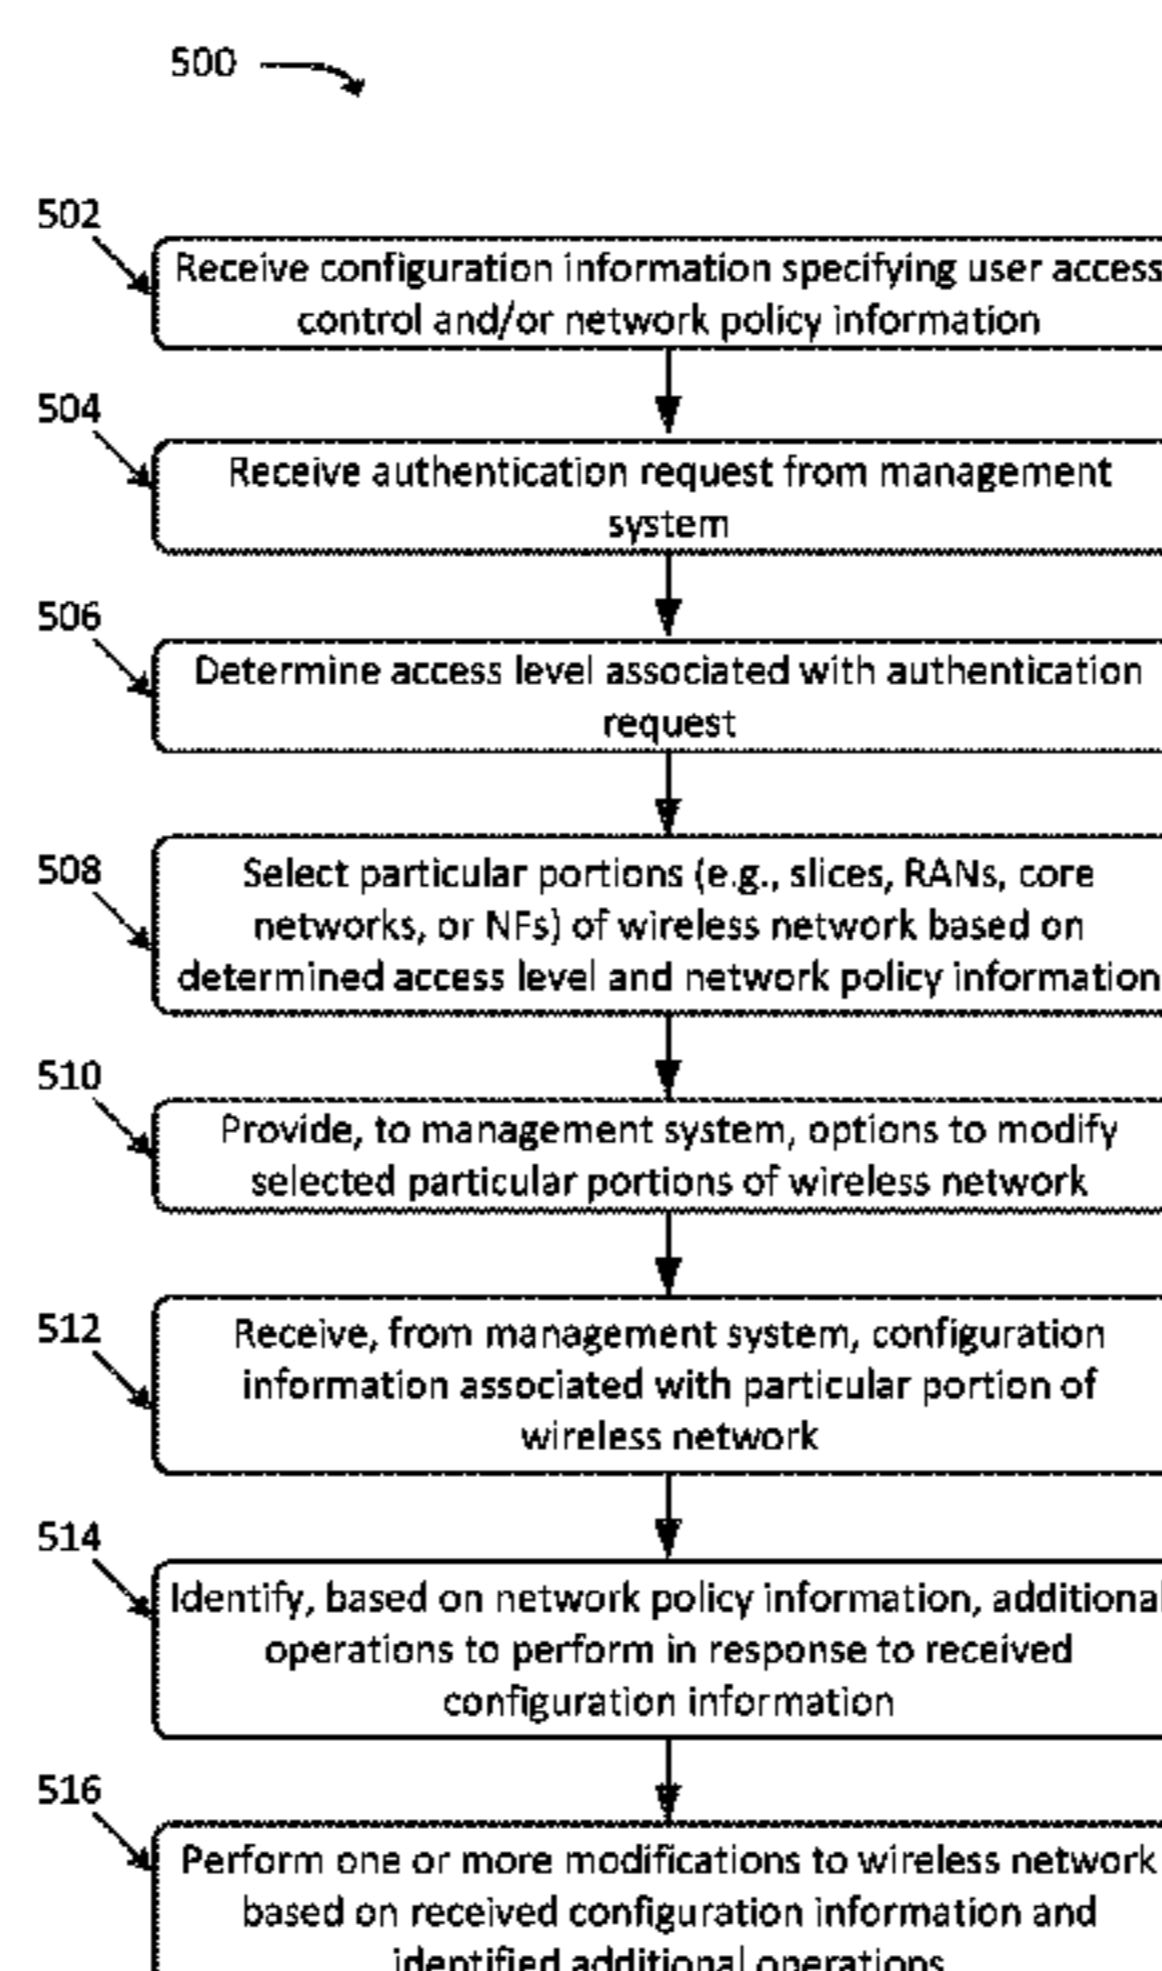 500
502
Receive configuration information specifying user access
control and/or network policy information
504
Receive authentication request from management
system
506
Determine access level associated with authentication
request
508
Select particular portions (e.g., slices, RANs, core
networks, or NFs) of wireless network based on
determined access level and network policy information
510
Provide, to management system, options to modify
selected particular portions of wireless network
512
Receive, from management system, configuration
information associated with particular portion of
wireless network
514
Identify, based on network policy information, additional
operations to perform in response to received
configuration information
516
Perform one or more modifications to wireless network
based on received configuration information and
identified additional operations